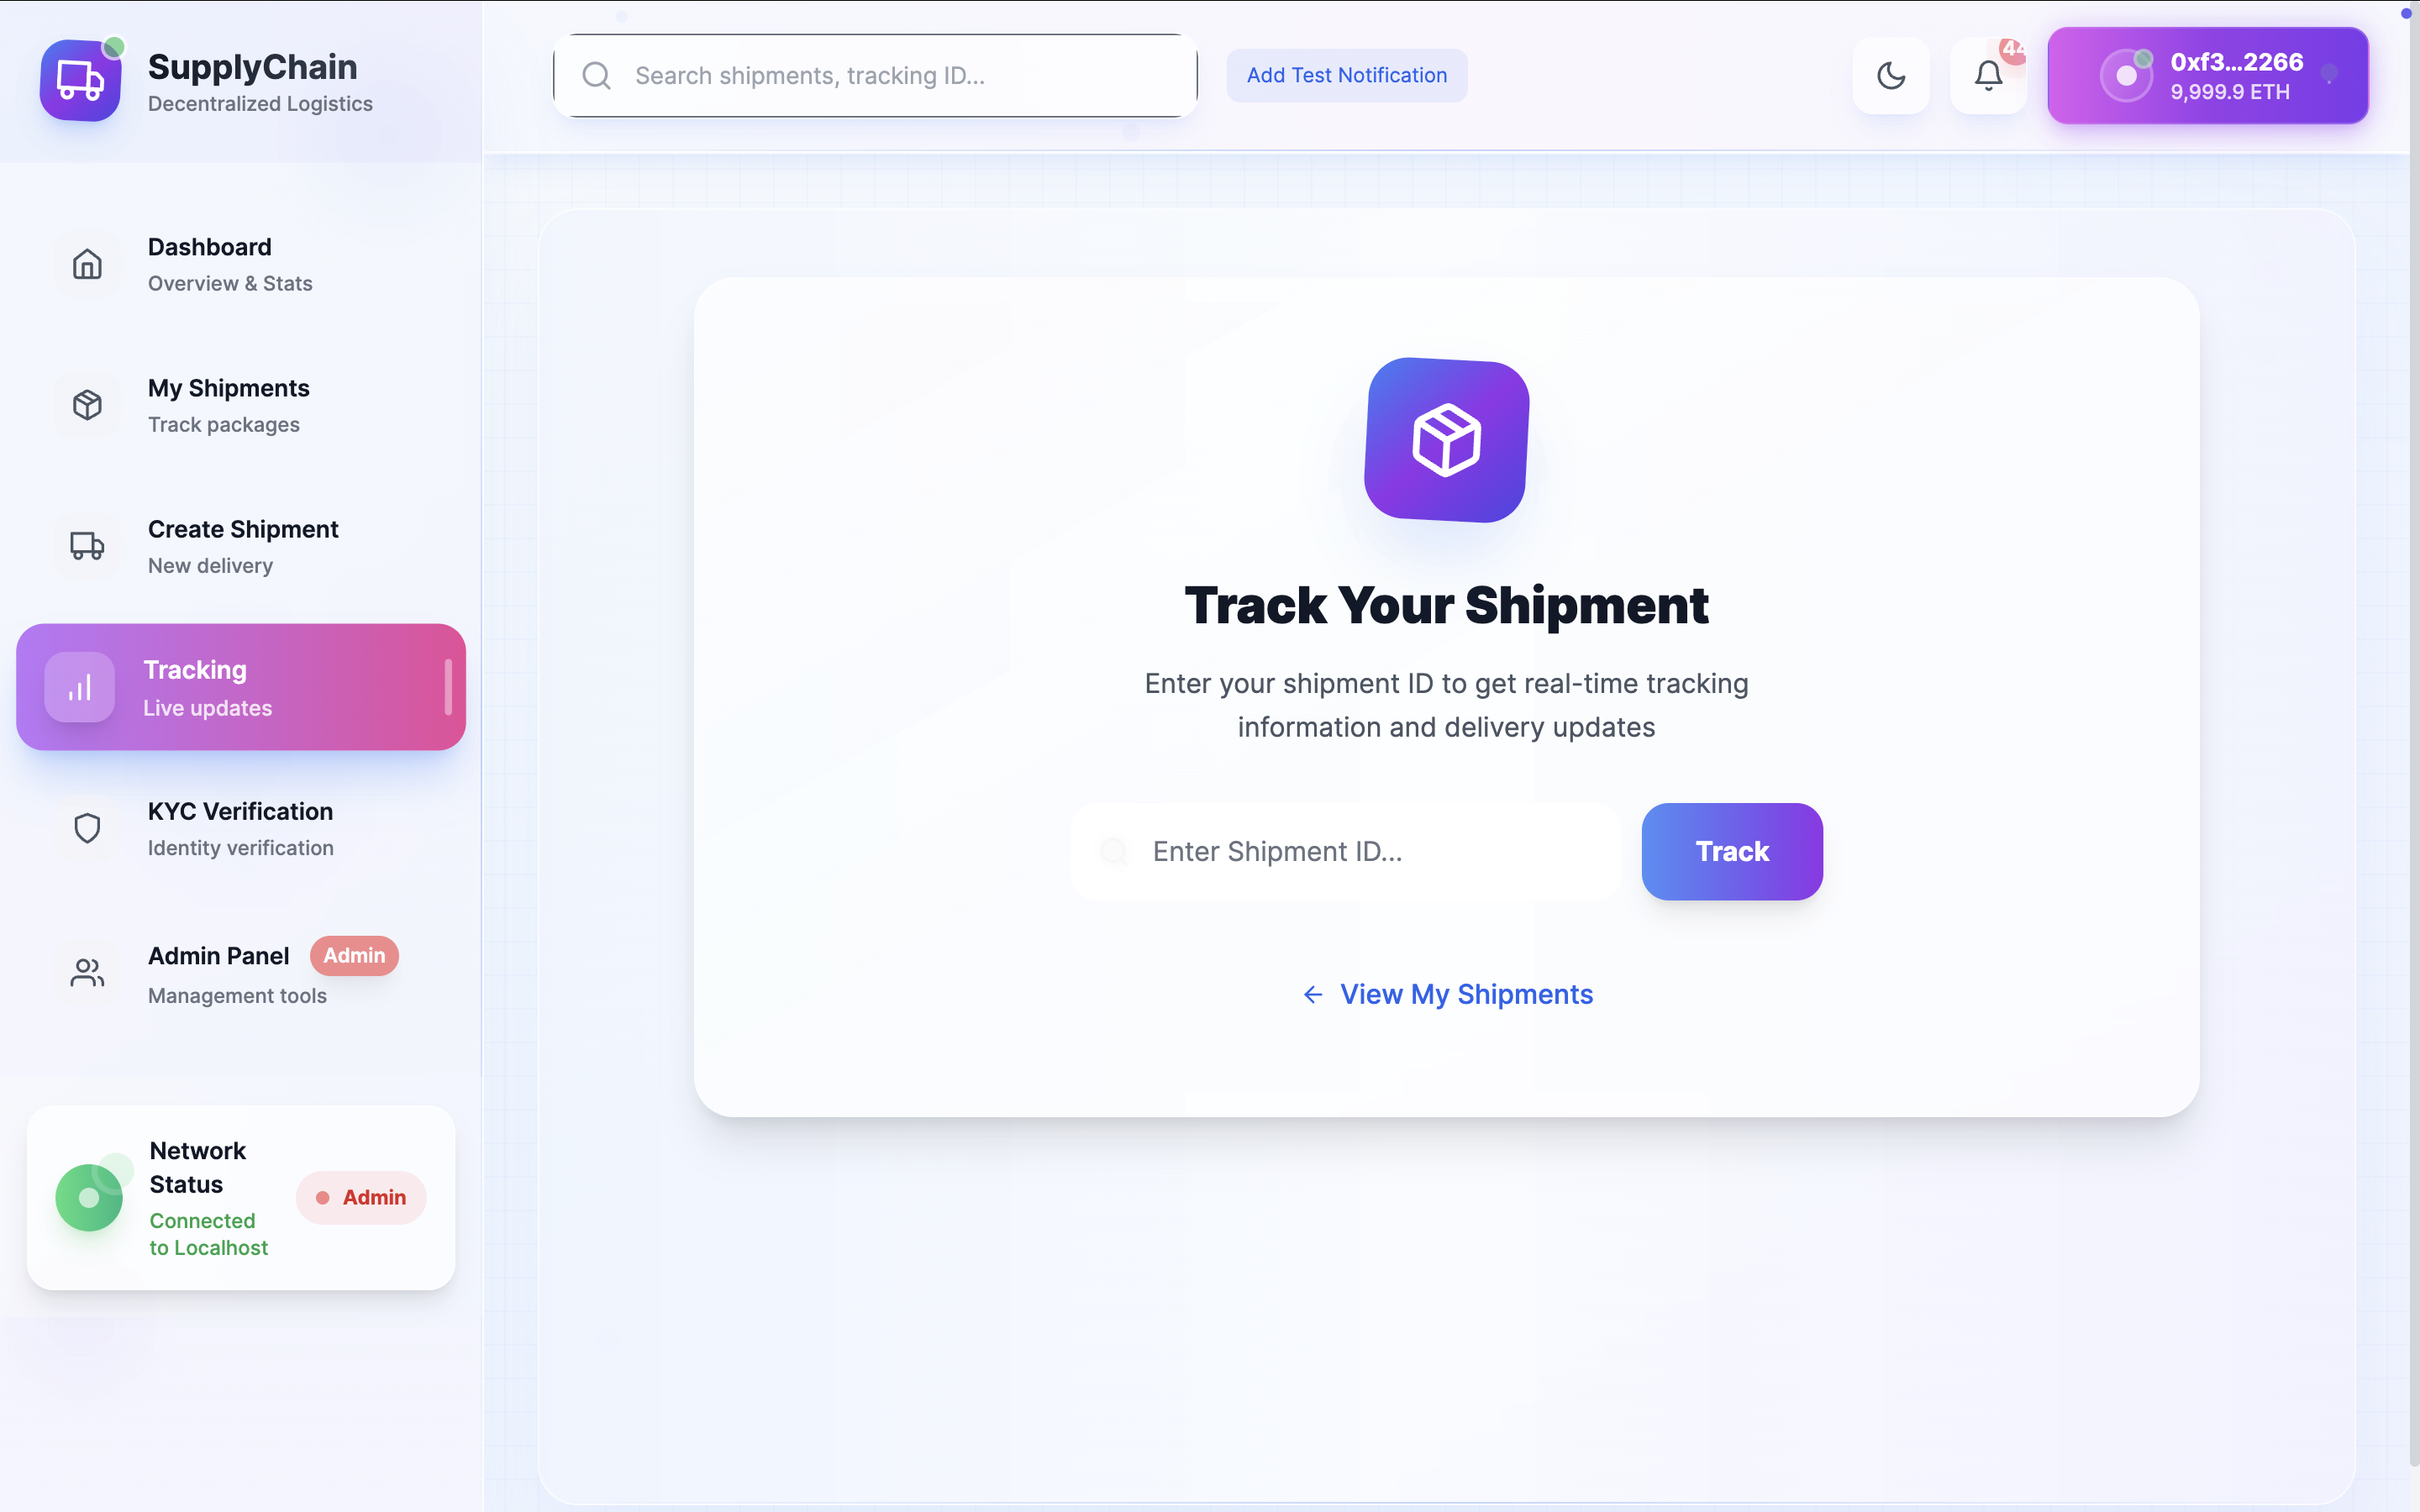 SupplyChain
Decentralized Logistics
Search shipments, tracking ID...
Add Test Notification
44
0xf3...2266
9,999.9 ETH
Dashboard
Overview & Stats
My Shipments
Track packages
Create Shipment
New delivery
Tracking
Live updates
KYC Verification
Identity verification
Admin Panel
Admin
Management tools
Network
Status
Connected
to Localhost
Admin
Track Your Shipment
Enter your shipment ID to get real-time tracking
information and delivery updates
Enter Shipment ID...
Track
View My Shipments